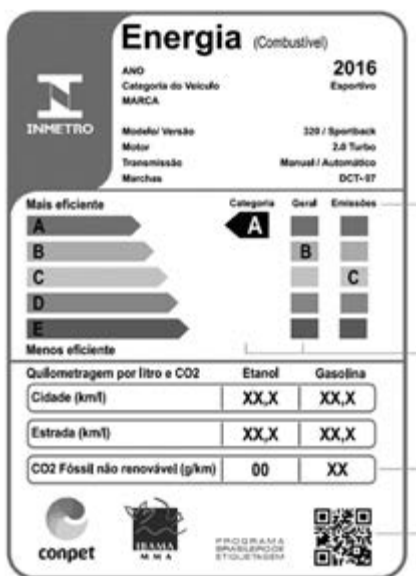 Energia (Combustível)
ANO 2016
Categoria do Veículo Esportivo
MARCA
INMETRO
Modelo/ Versão 320 / Sportback
Motor 2.0 Turbo
Transmissão Manual / Automático
Marchas DCT- 07
Mais eficiente Categoria Geral Emissões
A A
B B
C C
D
E
Menos eficiente
Quilometragem por litro e CO2 Etanol Gasolina
Cidade (km/l) XX,X XX,X
Estrada (km/l) XX,X XX,X
CO2 Fóssil não renovável (g/km) 00 XX
conpet
IBAMA
M M A
PROGRAMA
BRASILEIRO DE
ETIQUETAGEM